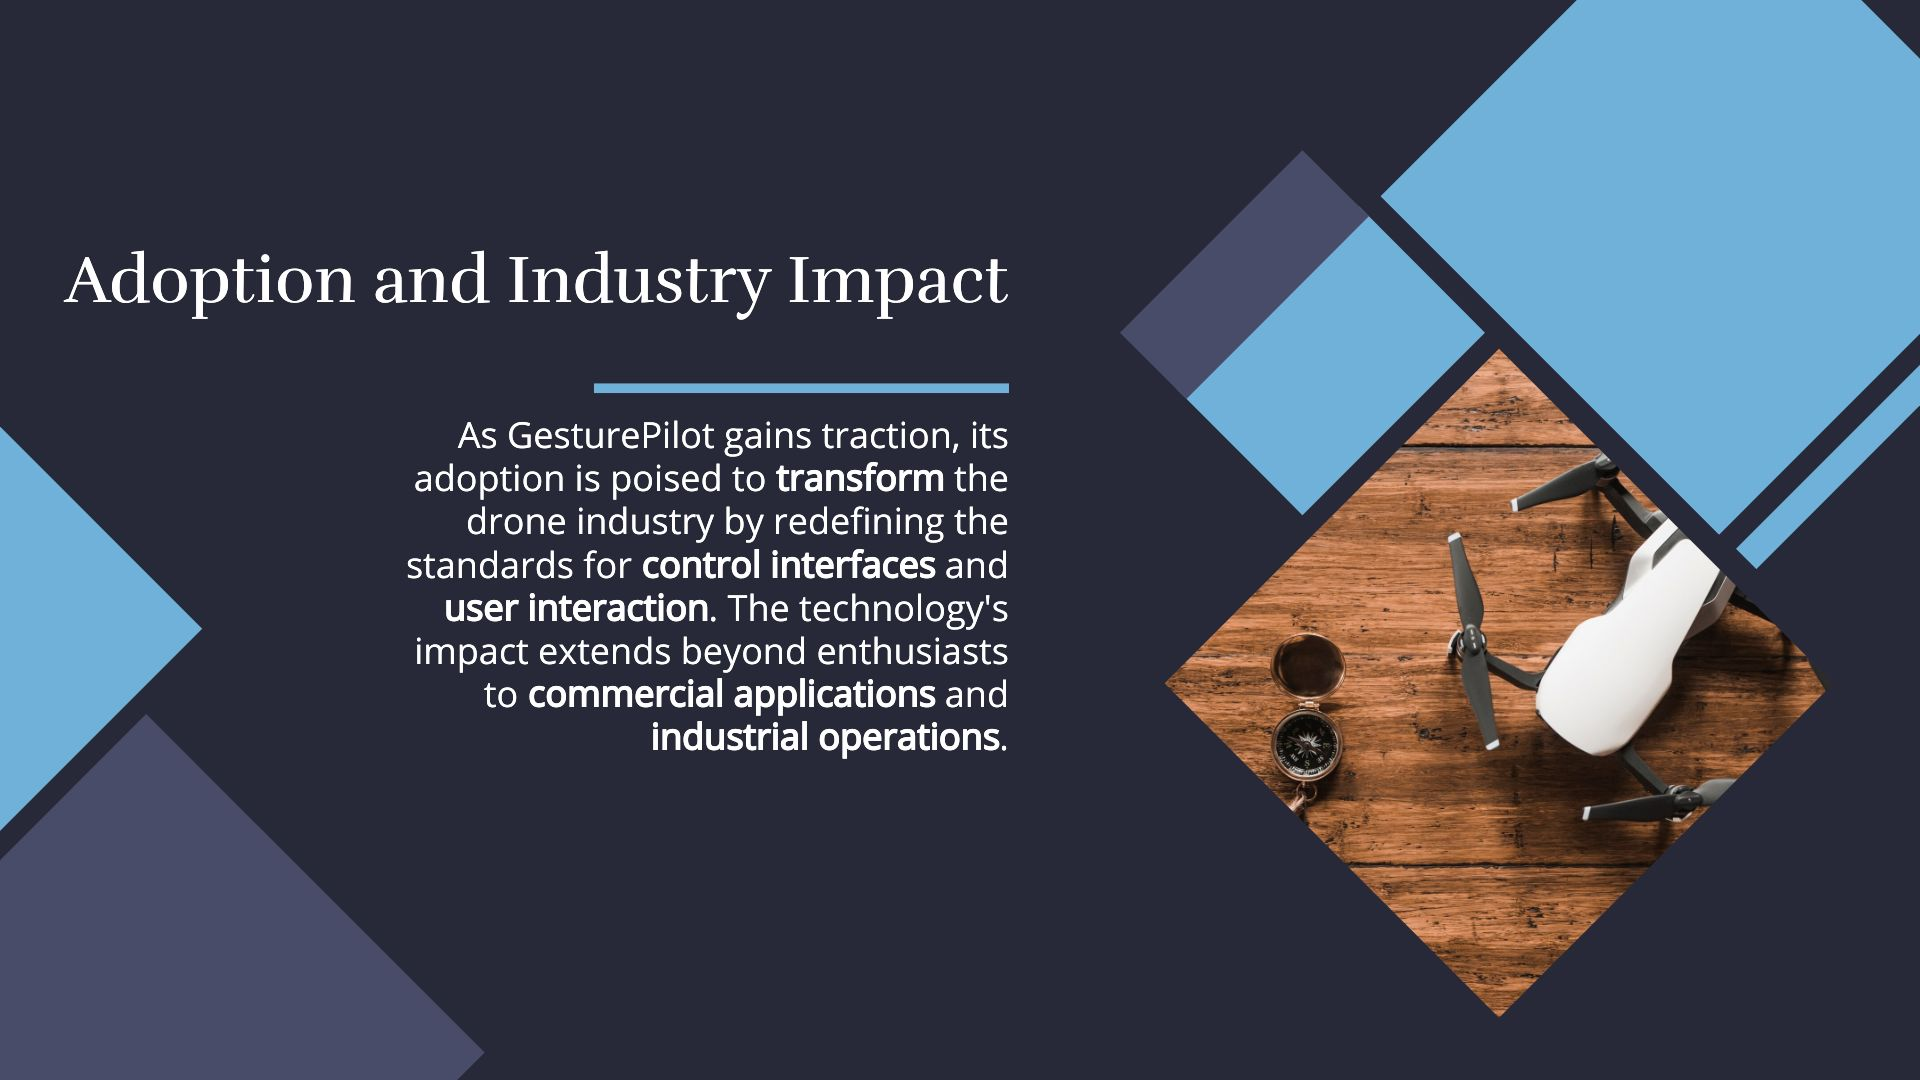 Adoption and Industry Impact
As GesturePilot gains traction, its
adoption is poised to transform the
drone industry by redefining the
standards for control interfaces and
user interaction. The technology's
impact extends beyond enthusiasts
to commercial applications and
industrial operations.